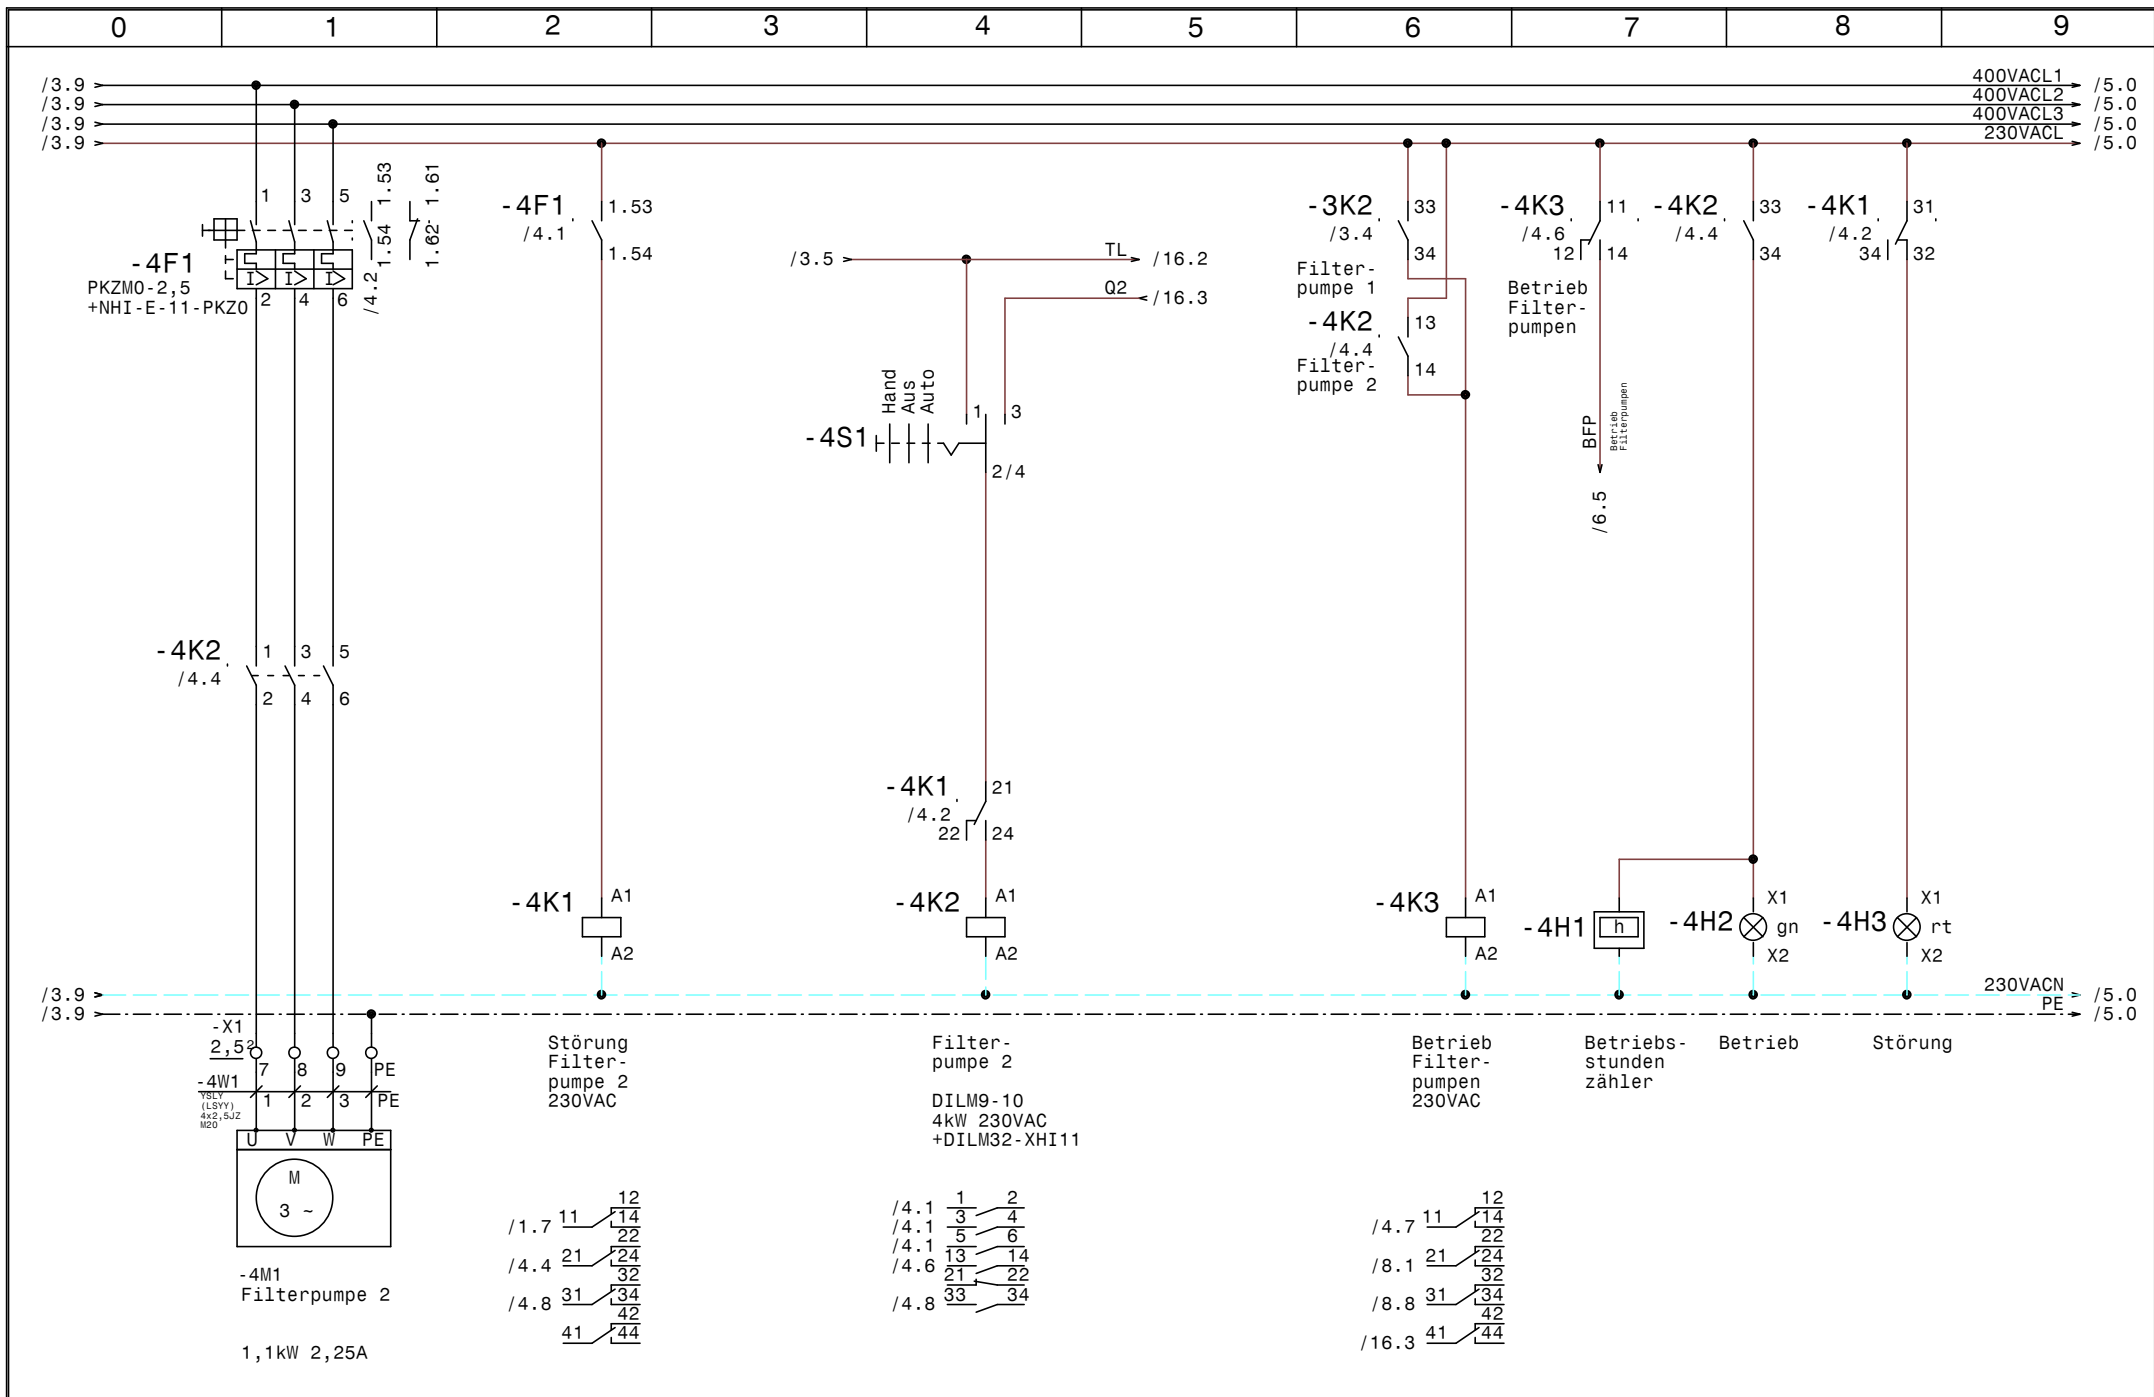 0 1 2 3 4 5 6 7 8 9
/3.9 400VACL1 /5.0
/3.9 400VACL2 /5.0
/3.9 400VACL3 /5.0
/3.9 230VACL /5.0
1 3 5 1.53 1.61
1.54 1.62
-4F1
PKZM0-2,5
+NHI-E-11-PKZ0
2 4 6 /4.2
-4F1 1.53
/4.1
1.54
/3.5 TL /16.2
Q2 /16.3
-3K2 33
/3.4
34
Filter-
pumpe 1
-4K2 13
/4.4
14
Filter-
pumpe 2
-4K3 11
/4.6
12 14
Betrieb
Filter-
pumpen
BFP
Betrieb
Filterpumpen
/6.5
-4K2 33
/4.4
34
-4K1 31
/4.2
34 32
Hand
Aus
Auto
1 3
-4S1
2/4
-4K2 1 3 5
/4.4
2 4 6
-4K1 21
/4.2
22 24
-4K1 A1
A2
-4K2 A1
A2
-4K3 A1
A2
-4H1 h
-4H2 X1
gn
X2
-4H3 X1
rt
X2
/3.9 230VACN /5.0
/3.9 PE /5.0
-X1
2,5²
7 8 9 PE
-4W1
YSLY
(LSYY)
4x2,5JZ
M20
1 2 3 PE
U V W PE
M
3 ~
-4M1
Filterpumpe 2
1,1kW 2,25A
Störung
Filter-
pumpe 2
230VAC
Filter-
pumpe 2
DILM9-10
4kW 230VAC
+DILM32-XHI11
Betrieb
Filter-
pumpen
230VAC
Betriebs-
stunden
zähler
Betrieb
Störung
12
/1.7 11 14
22
/4.4 21 24
32
/4.8 31 34
42
41 44
/4.1 1 2
/4.1 3 4
/4.1 5 6
/4.6 13 14
21 22
/4.8 33 34
12
/4.7 11 14
22
/8.1 21 24
32
/8.8 31 34
42
/16.3 41 44